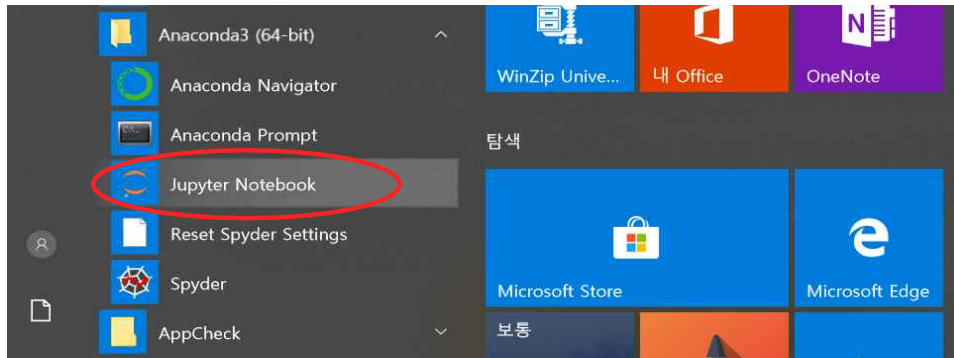 Anaconda3 (64-bit)
Anaconda Navigator
Anaconda Prompt
Jupyter Notebook
Reset Spyder Settings
Spyder
AppCheck
WinZip Unive...
내 Office
N
OneNote
탐색
Microsoft Store
Microsoft Edge
보통